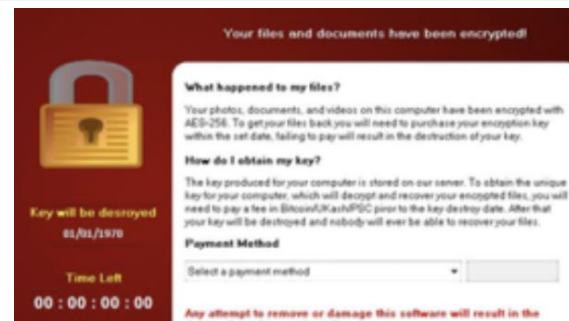 Your files and documents have been encrypted!
What happened to my files?
Your photos, documents, and videos on this computer have been encrypted with
AES-256. To get your files back you will need to purchase your encryption key
within the set date, failing to pay will result in the destruction of your key.
How do I obtain my key?
The key produced for your computer is stored on our server. To obtain the unique
key for your computer, which will decrypt and recover your encrypted files, you will
need to pay a fee in Bitcoin/UKash/PSC piror to the key destroy date. After that
your key will be destroyed and nobody will ever be able to recover your files.
Payment Method
Select a payment method
Any attempt to remove or damage this software will result in the
Key will be desroyed
01/01/1970
Time Left
00 : 00 : 00 : 00